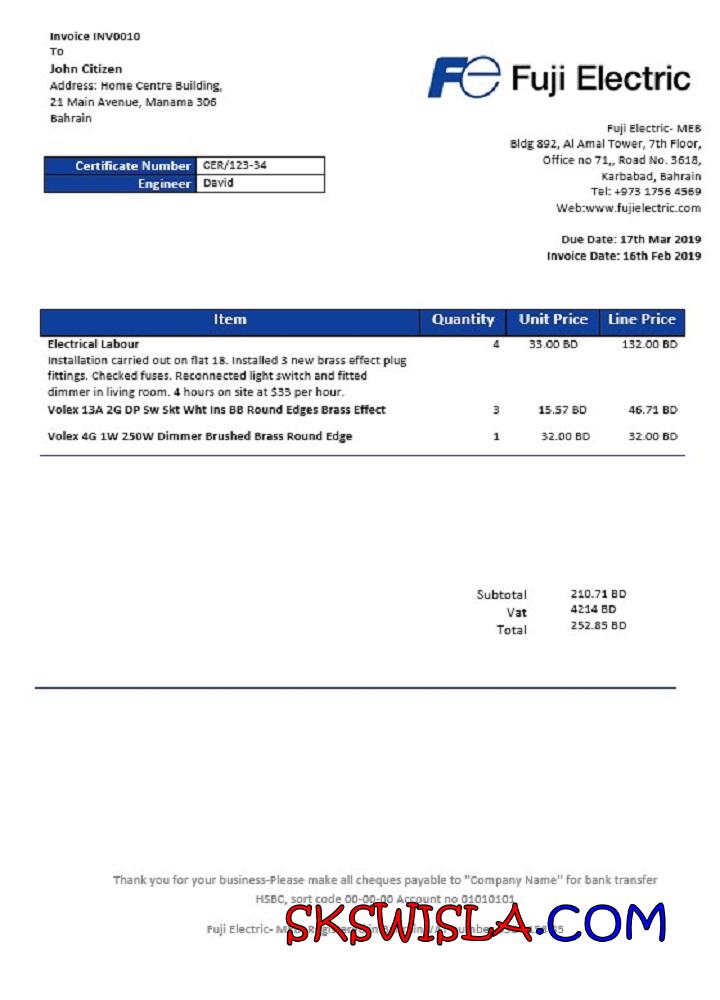 Invoice INV0010
To
John Citizen
Address: Home Centre Building,
21 Main Avenue, Manama 306
Bahrain
Fe Fuji Electric
Fuji Electric- MEB
Bldg 892, Al Amal Tower, 7th Floor,
Office no 71,, Road No. 3618,
Karbabad, Bahrain
Tel: +973 1756 4569
Web:www.fujielectric.com
Certificate Number CER/123-34
Engineer David
Due Date: 17th Mar 2019
Invoice Date: 16th Feb 2019
Item Quantity Unit Price Line Price
Electrical Labour 4 33.00 BD 132.00 BD
Installation carried out on flat 18. Installed 3 new brass effect plug
fittings. Checked fuses. Reconnected light switch and fitted
dimmer in living room. 4 hours on site at $33 per hour.
Volex 13A 2G DP Sw Skt Wht Ins BB Round Edges Brass Effect 3 15.57 BD 46.71 BD
Volex 4G 1W 250W Dimmer Brushed Brass Round Edge 1 32.00 BD 32.00 BD
Subtotal 210.71 BD
Vat 4214 BD
Total 252.85 BD
Thank you for your business-Please make all cheques payable to "Company Name" for bank transfer
HSBC, sort code 00-00-00 Account no 01010101
Fuji Electric-
SKSWISLA.COM